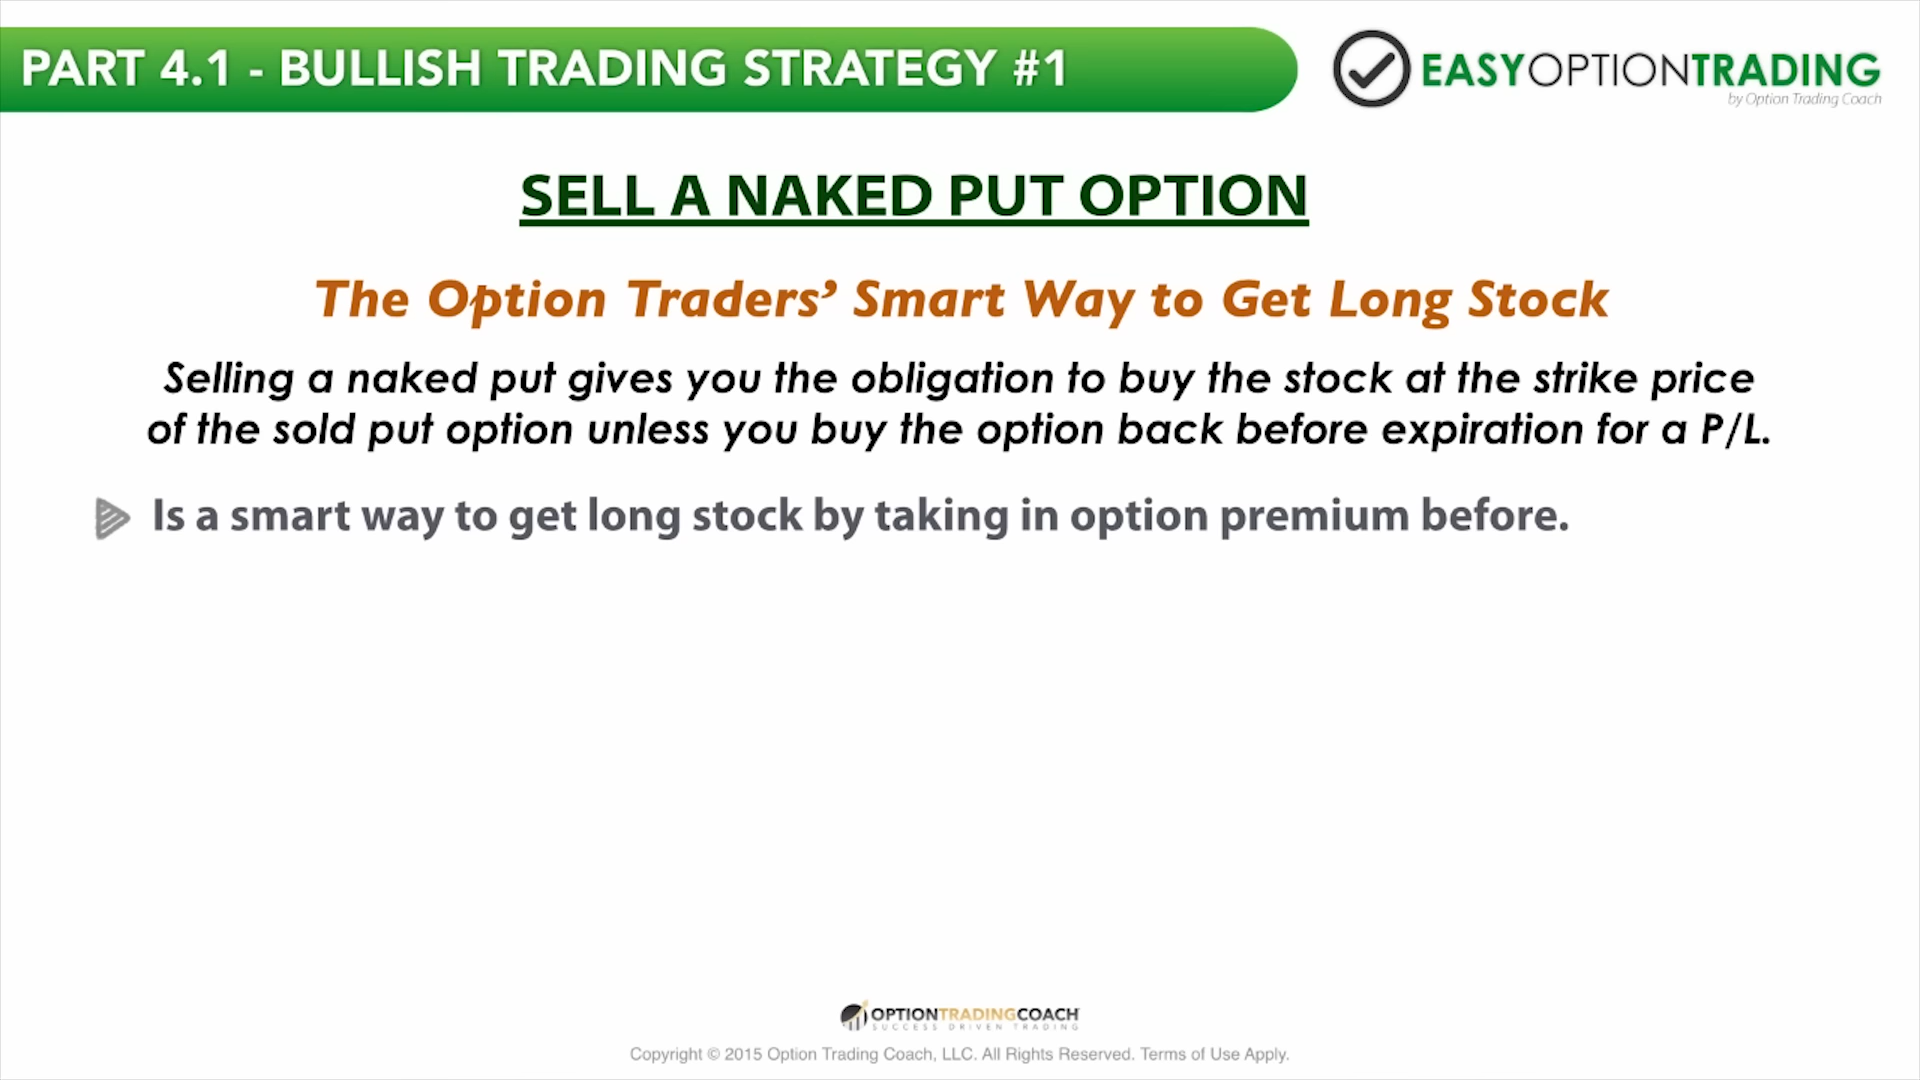 PART 4.1 - BULLISH TRADING STRATEGY #1
EASYOPTIONTRADING
by Option Trading Coach
SELL A NAKED PUT OPTION
The Option Traders’ Smart Way to Get Long Stock
Selling a naked put gives you the obligation to buy the stock at the strike price
of the sold put option unless you buy the option back before expiration for a P/L.
Is a smart way to get long stock by taking in option premium before.
OPTIONTRADINGCOACH
SUCCESS DRIVEN TRADING
Copyright © 2015 Option Trading Coach, LLC. All Rights Reserved. Terms of Use Apply.